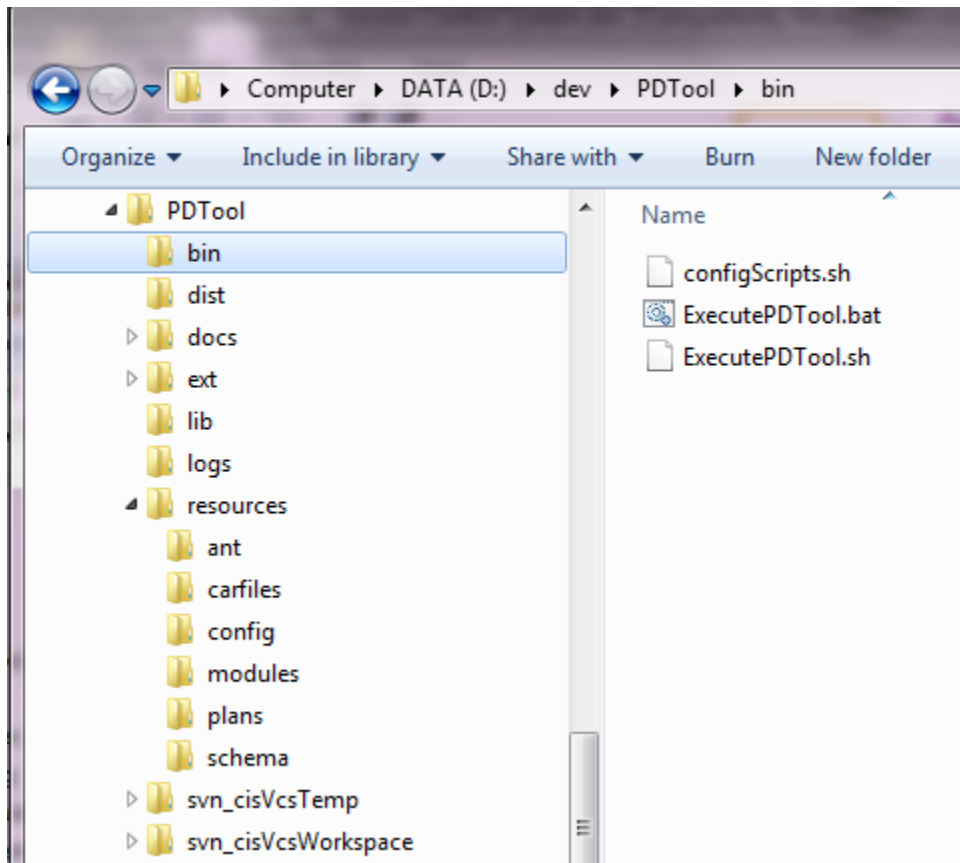 Computer DATA (D:) dev PDTool bin
Organize Include in library Share with Burn New folder
PDTool
bin
dist
docs
ext
lib
logs
resources
ant
carfiles
config
modules
plans
schema
svn_cisVcsTemp
svn_cisVcsWorkspace
Name
configScripts.sh
ExecutePDTool.bat
ExecutePDTool.sh